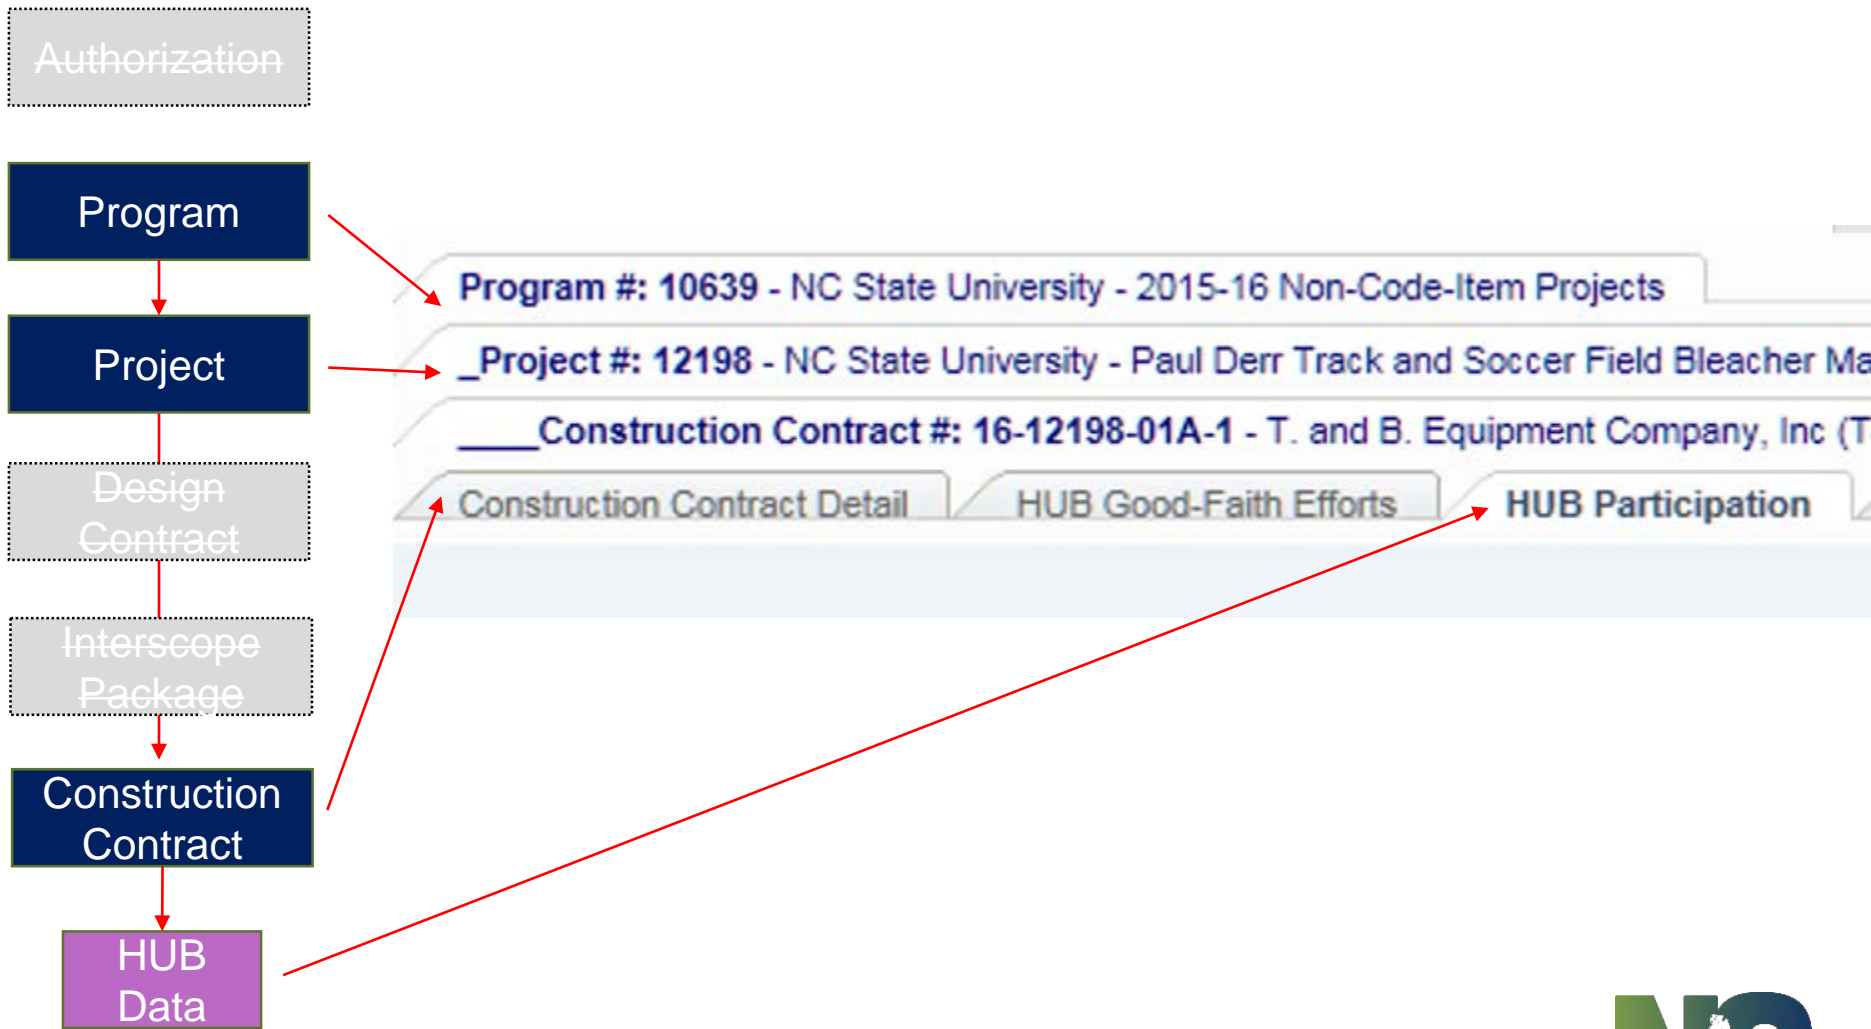 Authorization
Program
Project
Design
Contract
Interscope
Package
Construction
Contract
HUB
Data
Program #: 10639 - NC State University - 2015-16 Non-Code-Item Projects
_Project #: 12198 - NC State University - Paul Derr Track and Soccer Field Bleacher Ma
____Construction Contract #: 16-12198-01A-1 - T. and B. Equipment Company, Inc (T
Construction Contract Detail
HUB Good-Faith Efforts
HUB Participation
NC